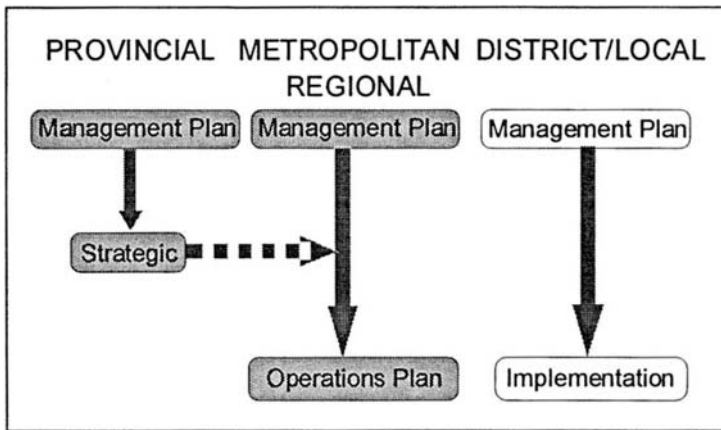 PROVINCIAL METROPOLITAN DISTRICT/LOCAL
REGIONAL
Management Plan Management Plan Management Plan
Strategic
Operations Plan Implementation